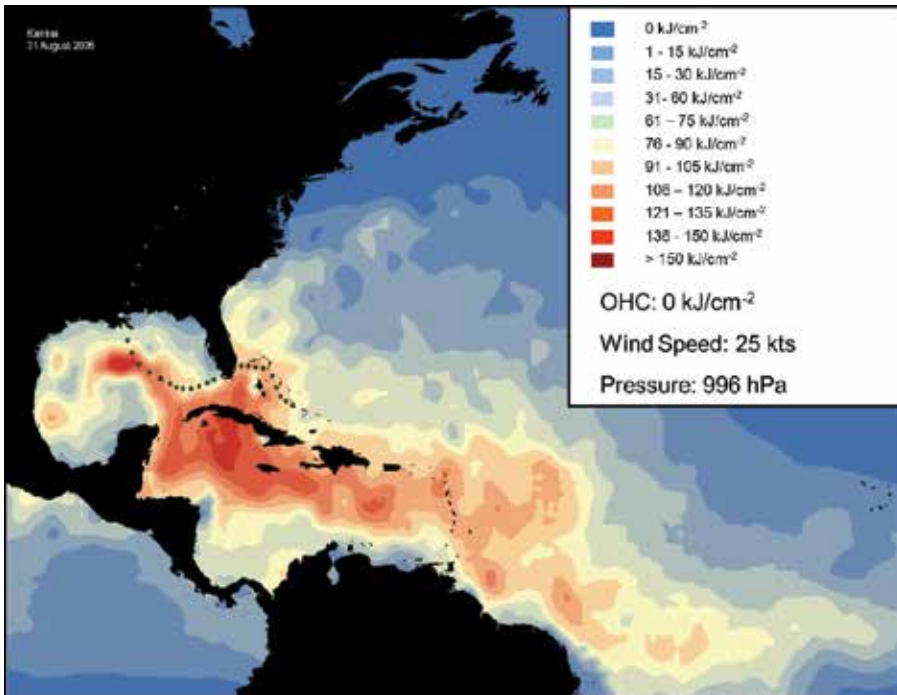 Katrina
31 August 2005
0 kJ/cm-2
1 - 15 kJ/cm-2
15 - 30 kJ/cm-2
31- 60 kJ/cm-2
61 – 75 kJ/cm-2
76 - 90 kJ/cm-2
91 - 105 kJ/cm-2
106 – 120 kJ/cm-2
121 – 135 kJ/cm-2
136 - 150 kJ/cm-2
> 150 kJ/cm-2
OHC: 0 kJ/cm-2
Wind Speed: 25 kts
Pressure: 996 hPa